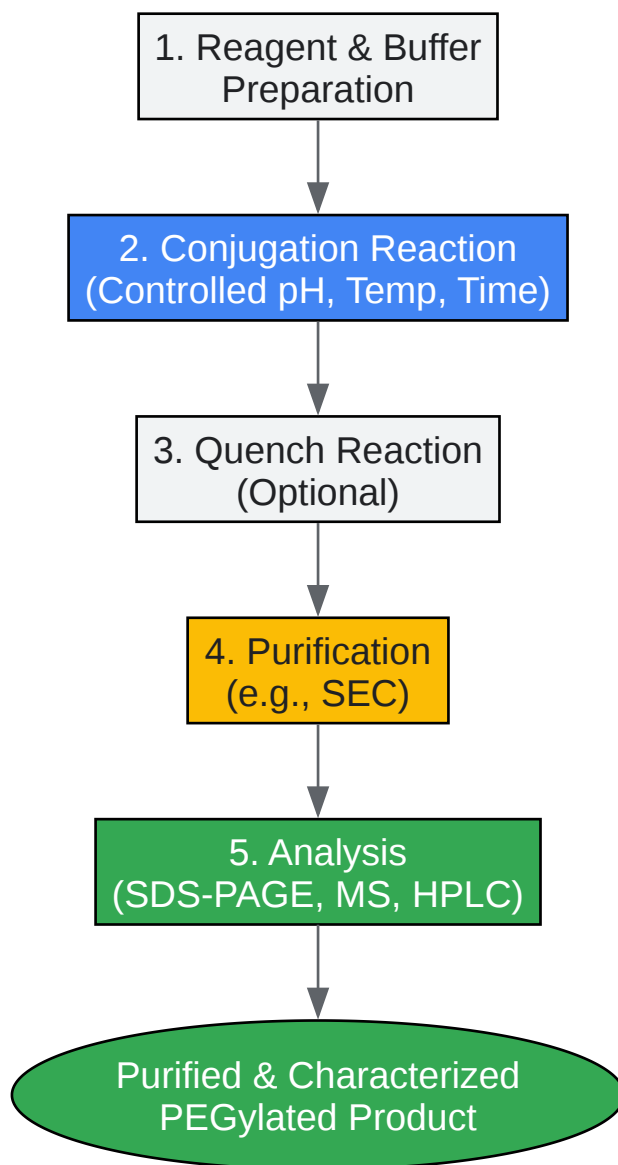 1. Reagent & Buffer
Preparation
2. Conjugation Reaction
(Controlled pH, Temp, Time)
3. Quench Reaction
(Optional)
4. Purification
(e.g., SEC)
5. Analysis
(SDS-PAGE, MS, HPLC)
Purified & Characterized
PEGylated Product